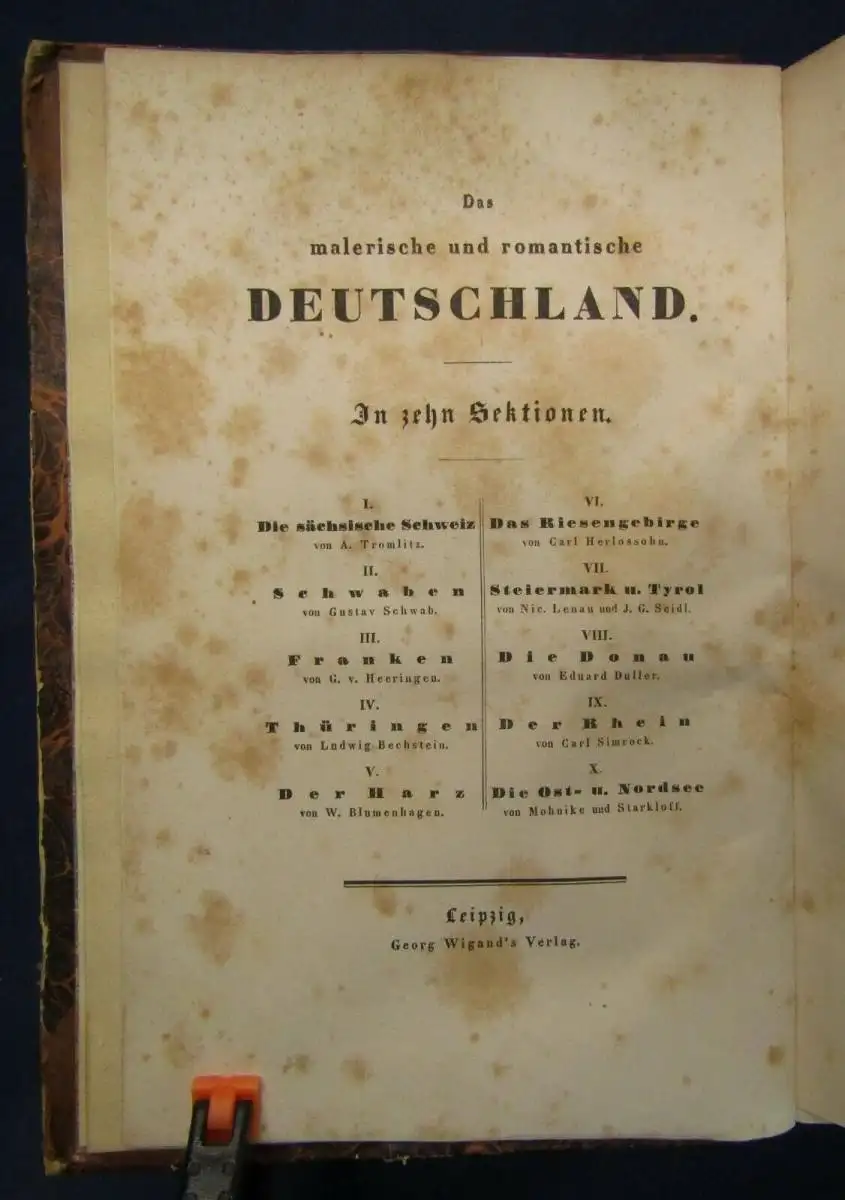 Das
malerische und romantische
DEUTSCHLAND.
In zehn Sektionen.
I.
Die sächsische Schweiz
von A. Tromlitz.
II.
Schwaben
von Gustav Schwab.
III.
Franken
von G. v. Heeringen.
IV.
Thüringen
von Ludwig Bechstein.
V.
Der Harz
von W. Blumenhagen.
VI.
Das Riesengebirge
von Carl Herlossohn.
VII.
Steiermark u. Tyrol
von Nic. Lenau und J. G. Seidl.
VIII.
Die Donau
von Eduard Duller.
IX.
Der Rhein
von Carl Simrock.
X.
Die Ost- u. Nordsee
von Mohnike und Starkloff.
Leipzig,
Georg Wigand's Verlag.